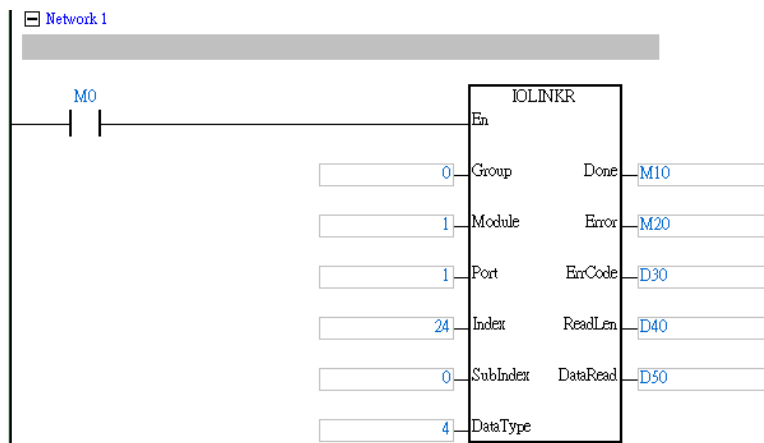 Network 1
M0
IOLINKR
En
0 Group Done M10
1 Module Error M20
1 Port ErrCode D30
24 Index ReadLen D40
0 SubIndex DataRead D50
4 DataType